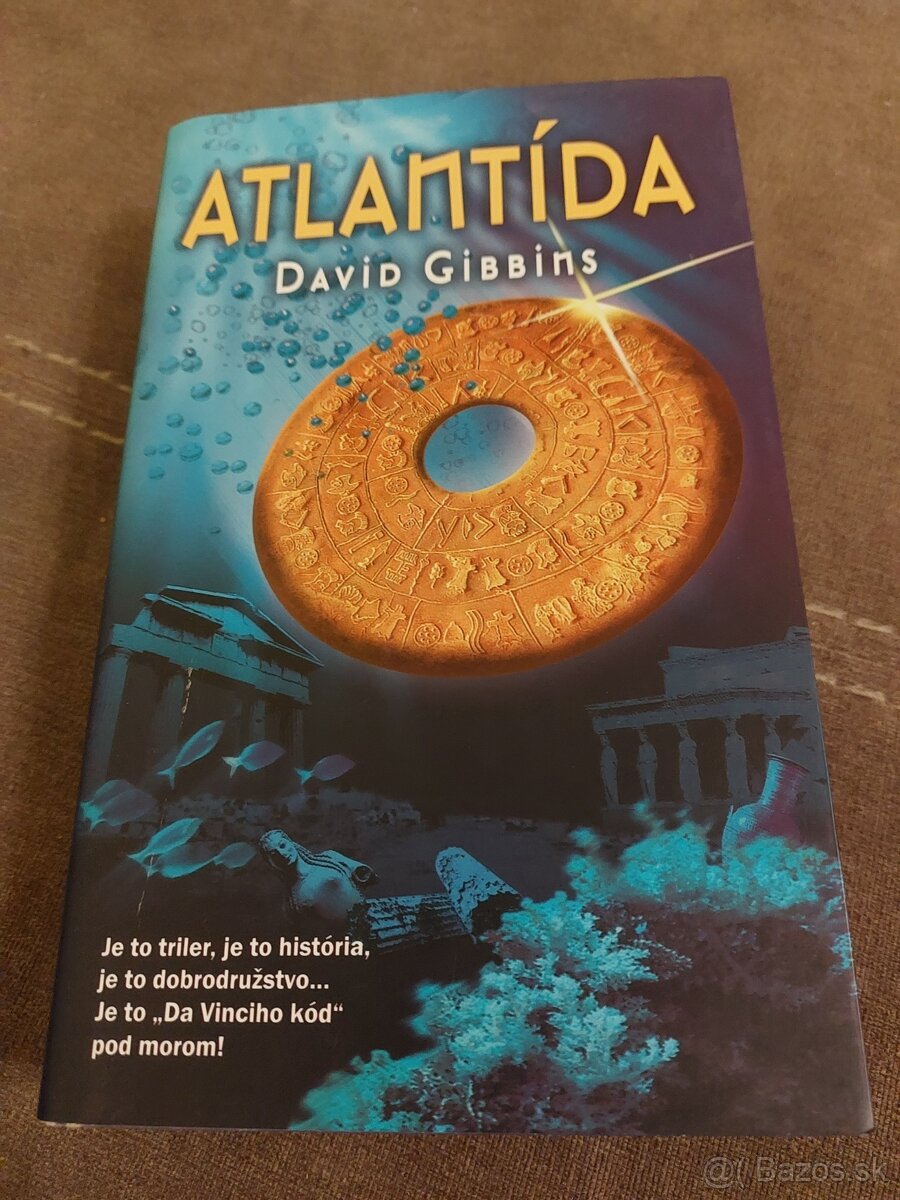 ATLANTÍDA
DAVID GIBBINS
Je to triler, je to história,
je to dobrodružstvo...
Je to „Da Vinciho kód“
pod morom!
@( Bazos.sk